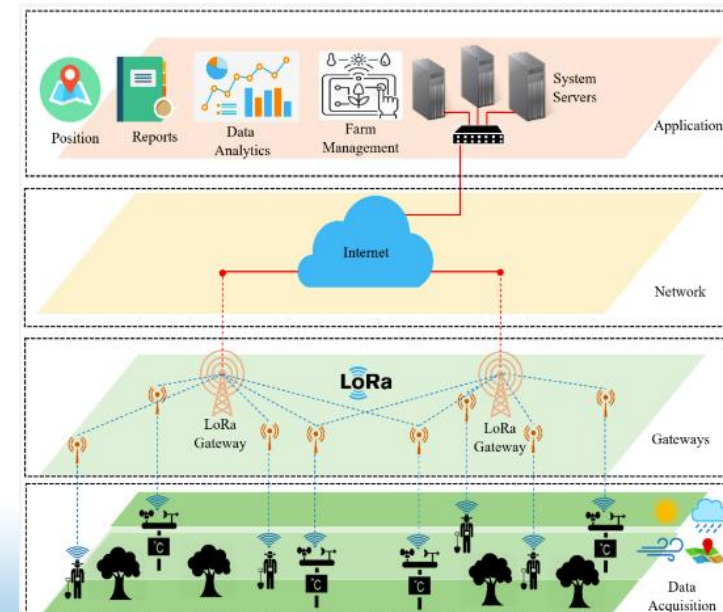 Position
Reports
Data
Analytics
Farm
Management
System
Servers
Application
Internet
Network
LoRa
LoRa
Gateway
LoRa
Gateway
Gateways
°C
°C
°C
°C
Data
Acquisition